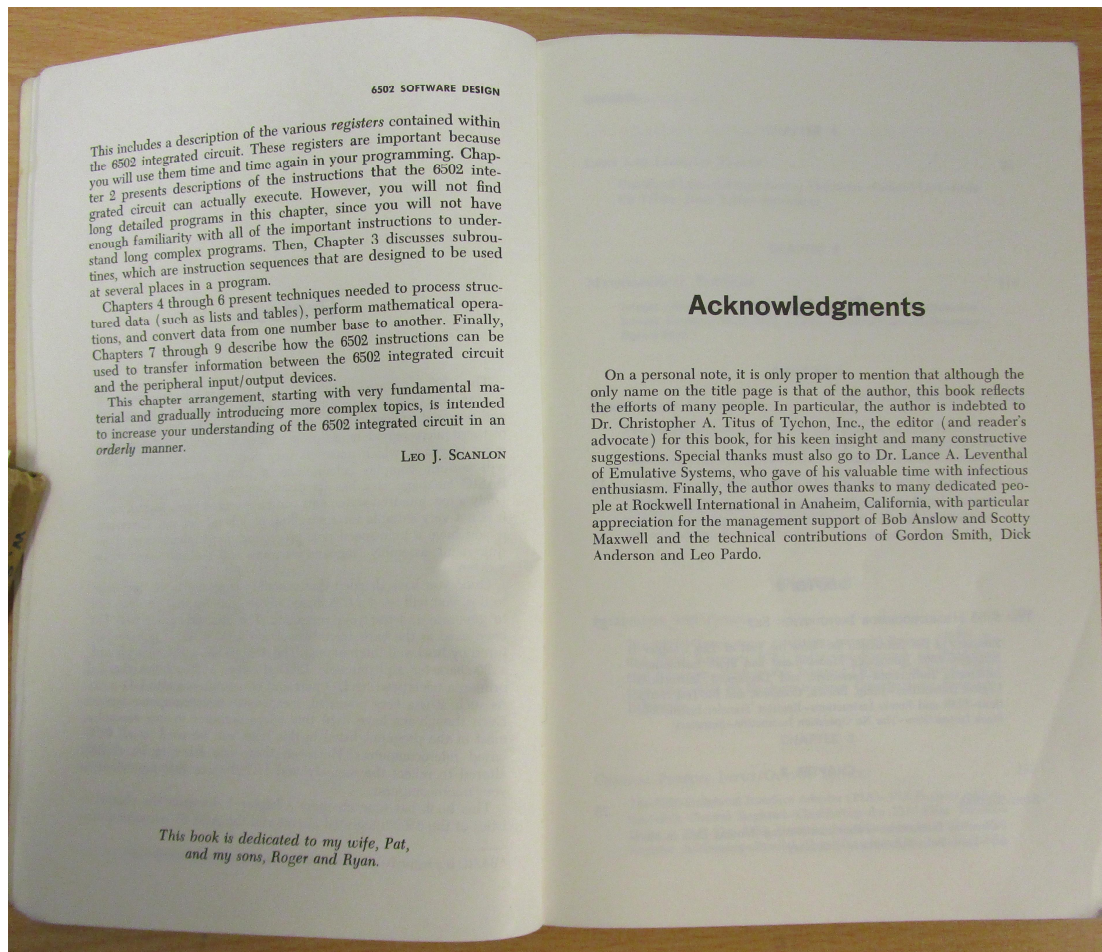 6502 SOFTWARE DESIGN
This includes a description of the various registers contained within
the 6502 integrated circuit. These registers are important because
you will use them time and time again in your programming. Chap-
ter 2 presents descriptions of the instructions that the 6502 inte-
grated circuit can actually execute. However, you will not find
long detailed programs in this chapter, since you will not have
enough familiarity with all of the important instructions to under-
stand long complex programs. Then, Chapter 3 discusses subrou-
tines, which are instruction sequences that are designed to be used
at several places in a program.
Chapters 4 through 6 present techniques needed to process struc-
tured data (such as lists and tables), perform mathematical opera-
tions, and convert data from one number base to another. Finally,
Chapters 7 through 9 describe how the 6502 instructions can be
used to transfer information between the 6502 integrated circuit
and the peripheral input/output devices.
This chapter arrangement, starting with very fundamental ma-
terial and gradually introducing more complex topics, is intended
to increase your understanding of the 6502 integrated circuit in an
orderly manner.
LEO J. SCANLON
This book is dedicated to my wife, Pat,
and my sons, Roger and Ryan.
Acknowledgments
On a personal note, it is only proper to mention that although the
only name on the title page is that of the author, this book reflects
the efforts of many people. In particular, the author is indebted to
Dr. Christopher A. Titus of Tychon, Inc., the editor (and reader's
advocate) for this book, for his keen insight and many constructive
suggestions. Special thanks must also go to Dr. Lance A. Leventhal
of Emulative Systems, who gave of his valuable time with infectious
enthusiasm. Finally, the author owes thanks to many dedicated peo-
ple at Rockwell International in Anaheim, California, with particular
appreciation for the management support of Bob Anslow and Scotty
Maxwell and the technical contributions of Gordon Smith, Dick
Anderson and Leo Pardo.